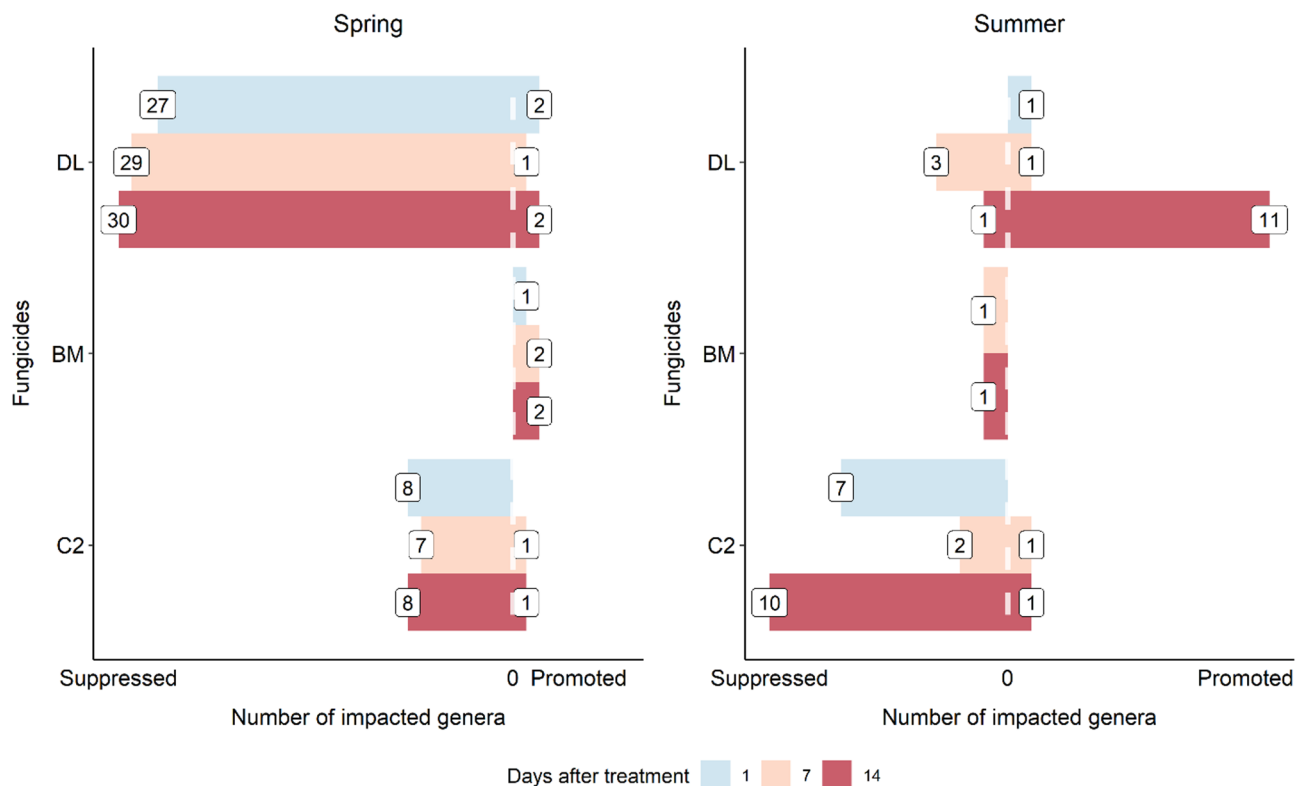 Spring
Fungicides
DL
BM
C2
27
2
29
1
30
2
1
2
2
8
7
1
8
1
Suppressed 0 Promoted
Number of impacted genera
Summer
Fungicides
DL
BM
C2
1
3
1
1
11
1
1
7
2
1
10
1
Suppressed 0 Promoted
Number of impacted genera
Days after treatment 1 7 14